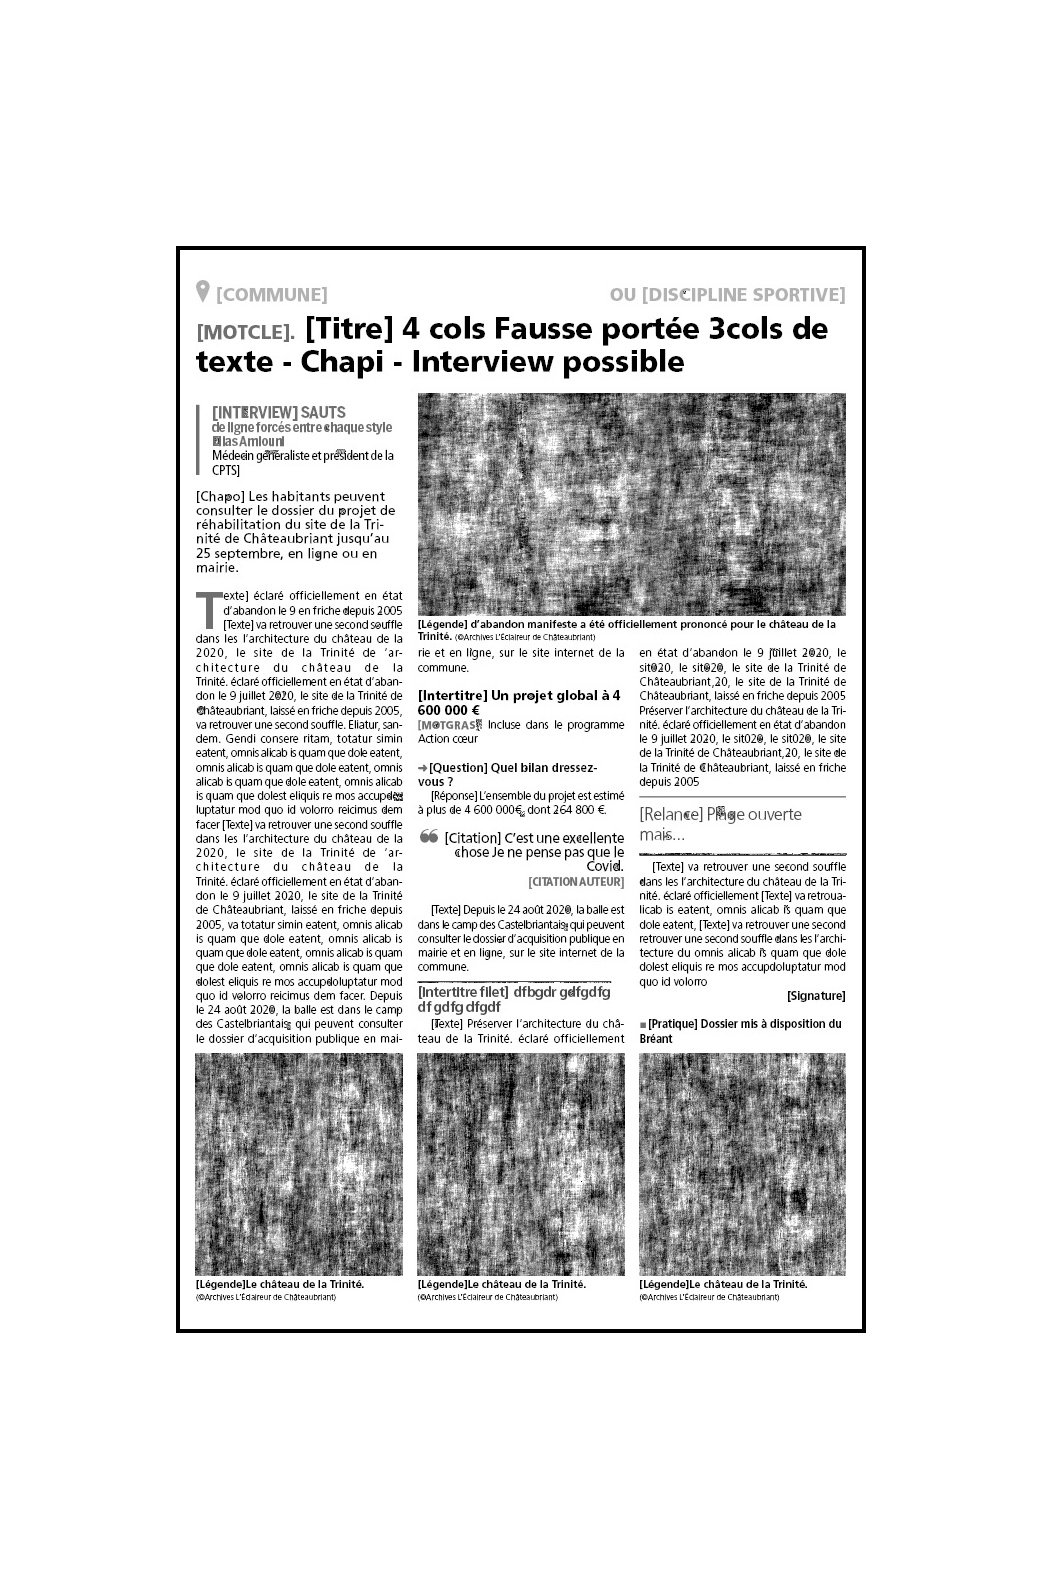 [COMMUNE]
OU [DISCIPLINE SPORTIVE]
[MOTCLE]. [Titre] 4 cols Fausse portée 3cols de
texte - Chapi - Interview possible
[INTERVIEW] SAUTS
de ligne forcés entre chaque style
Ilias Amlouni
Médecin généraliste et président de la
CPTS]
[Chapo] Les habitants peuvent
consulter le dossier du projet de
réhabilitation du site de la Tri-
nité de Châteaubriant jusqu'au
25 septembre, en ligne ou en
mairie.
Texte] éclaré officiellement en état
d'abandon le 9 en friche depuis 2005
[Texte] va retrouver une second souffle
dans les l'architecture du château de la
2020, le site de la Trinité de 'ar-
chitecture du château de la
Trinité. éclaré officiellement en état d'aban-
don le 9 juillet 2020, le site de la Trinité de
Châteaubriant, laissé en friche depuis 2005,
va retrouver une second souffle. Eliatur, san-
dem. Gendi consere ritam, totatur simin
eatent, omnis alicab is quam que dole eatent,
omnis alicab is quam que dole eatent, omnis
alicab is quam que dole eatent, omnis alicab
is quam que dolest eliquis re mos accupdo
luptatur mod quo id volorro reicimus dem
facer [Texte] va retrouver une second souffle
dans les l'architecture du château de la
2020, le site de la Trinité de 'ar-
chitecture du château de la
Trinité. éclaré officiellement en état d'aban-
don le 9 juillet 2020, le site de la Trinité
de Châteaubriant, laissé en friche depuis
2005, va totatur simin eatent, omnis alicab
is quam que dole eatent, omnis alicab is
quam que dole eatent, omnis alicab is quam
que dole eatent, omnis alicab is quam que
dolest eliquis re mos accupdoluptatur mod
quo id volorro reicimus dem facer. Depuis
le 24 août 2020, la balle est dans le camp
des Castelbriantais qui peuvent consulter
le dossier d'acquisition publique en mai-
[Légende] d'abandon manifeste a été officiellement prononcé pour le château de la
Trinité. (©Archives L'Éclaireur de Châteaubriant)
rie et en ligne, sur le site internet de la
commune.
[Intertitre] Un projet global à 4
600 000 €
[MOTGRAS] Incluse dans le programme
Action cœur
➔[Question] Quel bilan dressez-
vous ?
[Réponse] L'ensemble du projet est estimé
à plus de 4 600 000€, dont 264 800 €.
❝ [Citation] C'est une excellente
chose Je ne pense pas que le
Covid.
[CITATION AUTEUR]
[Texte] Depuis le 24 août 2020, la balle est
dans le camp des Castelbriantais qui peuvent
consulter le dossier d'acquisition publique en
mairie et en ligne, sur le site internet de la
commune.
[Intertitre filet] dfbgdr gdfgdfg
df gdfg dfgdf
[Texte] Préserver l'architecture du châ-
teau de la Trinité. éclaré officiellement
en état d'abandon le 9 juillet 2020, le
sit020, le sit020, le site de la Trinité de
Châteaubriant,20, le site de la Trinité de
Châteaubriant, laissé en friche depuis 2005
Préserver l'architecture du château de la Tri-
nité. éclaré officiellement en état d'abandon
le 9 juillet 2020, le sit020, le sit020, le site
de la Trinité de Châteaubriant,20, le site de
la Trinité de Châteaubriant, laissé en friche
depuis 2005
[Relance] Plage ouverte
mais...
[Texte] va retrouver une second souffle
dans les l'architecture du château de la Tri-
nité. éclaré officiellement [Texte] va retroua-
licab is eatent, omnis alicab is quam que
dole eatent, [Texte] va retrouver une second
retrouver une second souffle dans les l'archi-
tecture du omnis alicab is quam que dole
dolest eliquis re mos accupdoluptatur mod
quo id volorro
[Signature]
■ [Pratique] Dossier mis à disposition du
Bréant
[Légende]Le château de la Trinité.
(©Archives L'Éclaireur de Châteaubriant)
[Légende]Le château de la Trinité.
(©Archives L'Éclaireur de Châteaubriant)
[Légende]Le château de la Trinité.
(©Archives L'Éclaireur de Châteaubriant)